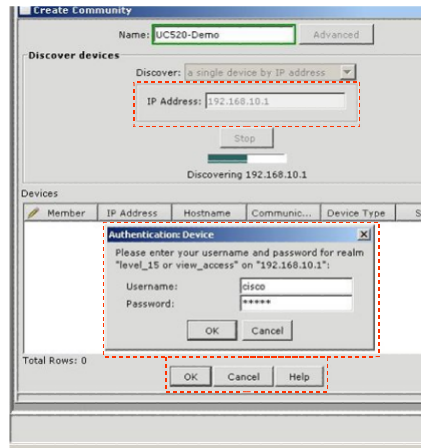 Create Community
Name: UC520-Demo Advanced
Discover devices
Discover: a single device by IP address
IP Address: 192.168.10.1
Stop
Discovering 192.168.10.1
Devices
Member IP Address Hostname Communic... Device Type S
Authentication: Device
Please enter your username and password for realm
"level_15 or view_access" on "192.168.10.1":
Username: cisco
Password: *****
OK Cancel
Total Rows: 0
OK Cancel Help